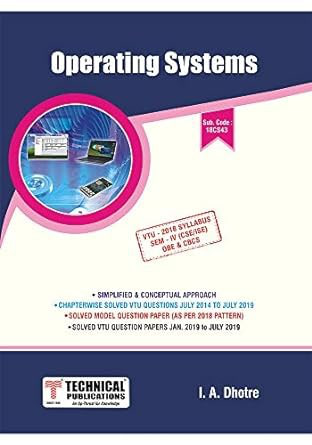 Operating Systems
Sub. Code :
18CS43
VTU - 2018 SYLLABUS
SEM - IV (CSE/ISE)
OBE & CBCS
• SIMPLIFIED & CONCEPTUAL APPROACH
• CHAPTERWISE SOLVED VTU QUESTIONS JULY 2014 TO JULY 2019
• SOLVED MODEL QUESTION PAPER (AS PER 2018 PATTERN)
• SOLVED VTU QUESTION PAPERS JAN. 2019 to JULY 2019
TECHNICAL
PUBLICATIONS
An Up-Thrust for Knowledge
I. A. Dhotre